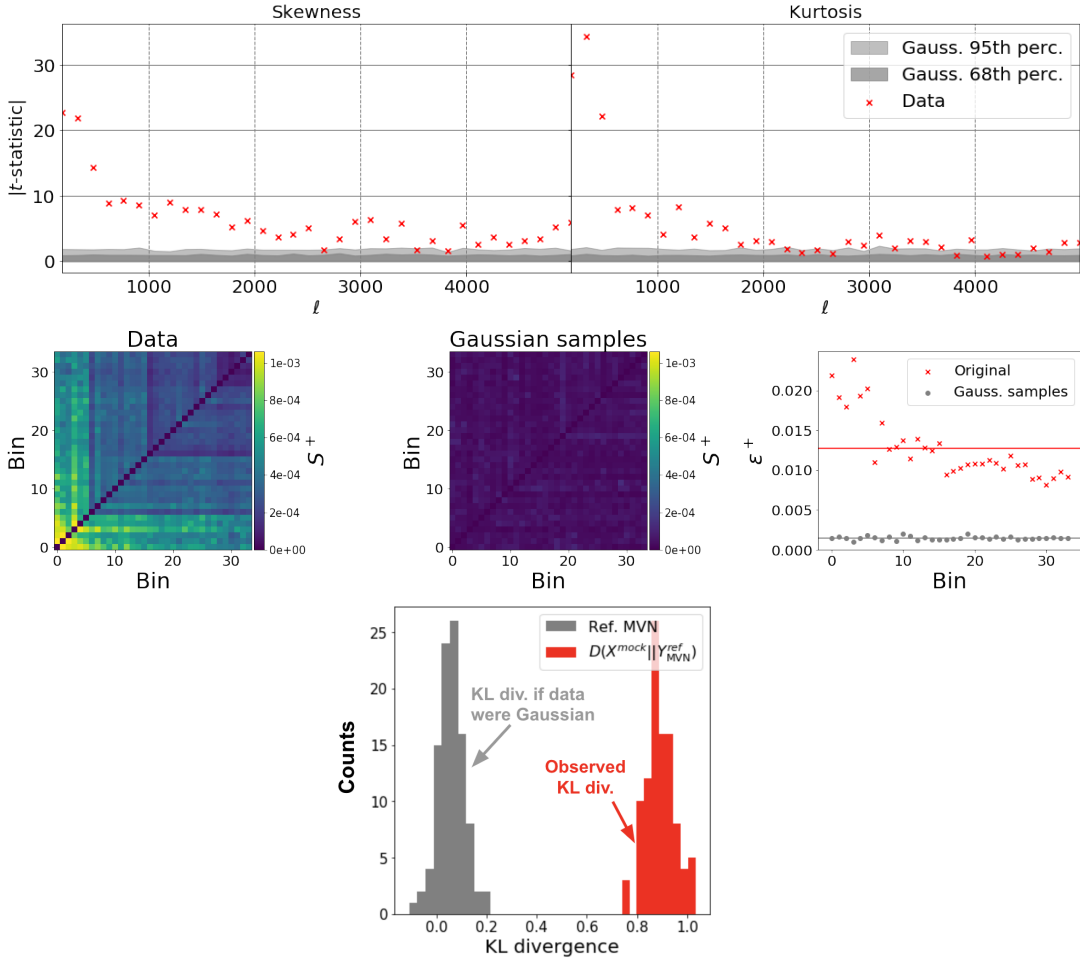 Skewness
Kurtosis
|t-statistic|
30
20
10
0
Gauss. 95th perc.
Gauss. 68th perc.
Data
1000
2000
3000
4000
1000
2000
3000
4000
ℓ
ℓ
Data
Bin
30
20
10
0
0
10
20
30
Bin
1e-03
8e-04
6e-04
4e-04
2e-04
0e+00
S⁺
Gaussian samples
Bin
30
20
10
0
0
10
20
30
Bin
1e-03
8e-04
6e-04
4e-04
2e-04
0e+00
S⁺
ε⁺
0.020
0.015
0.010
0.005
0.000
Original
Gauss. samples
0
10
20
30
Bin
Counts
25
20
15
10
5
0
Ref. MVN
D(X^{mock}||Y^{ref}_{MVN})
KL div. if data
were Gaussian
Observed
KL div.
0.0
0.2
0.4
0.6
0.8
1.0
KL divergence